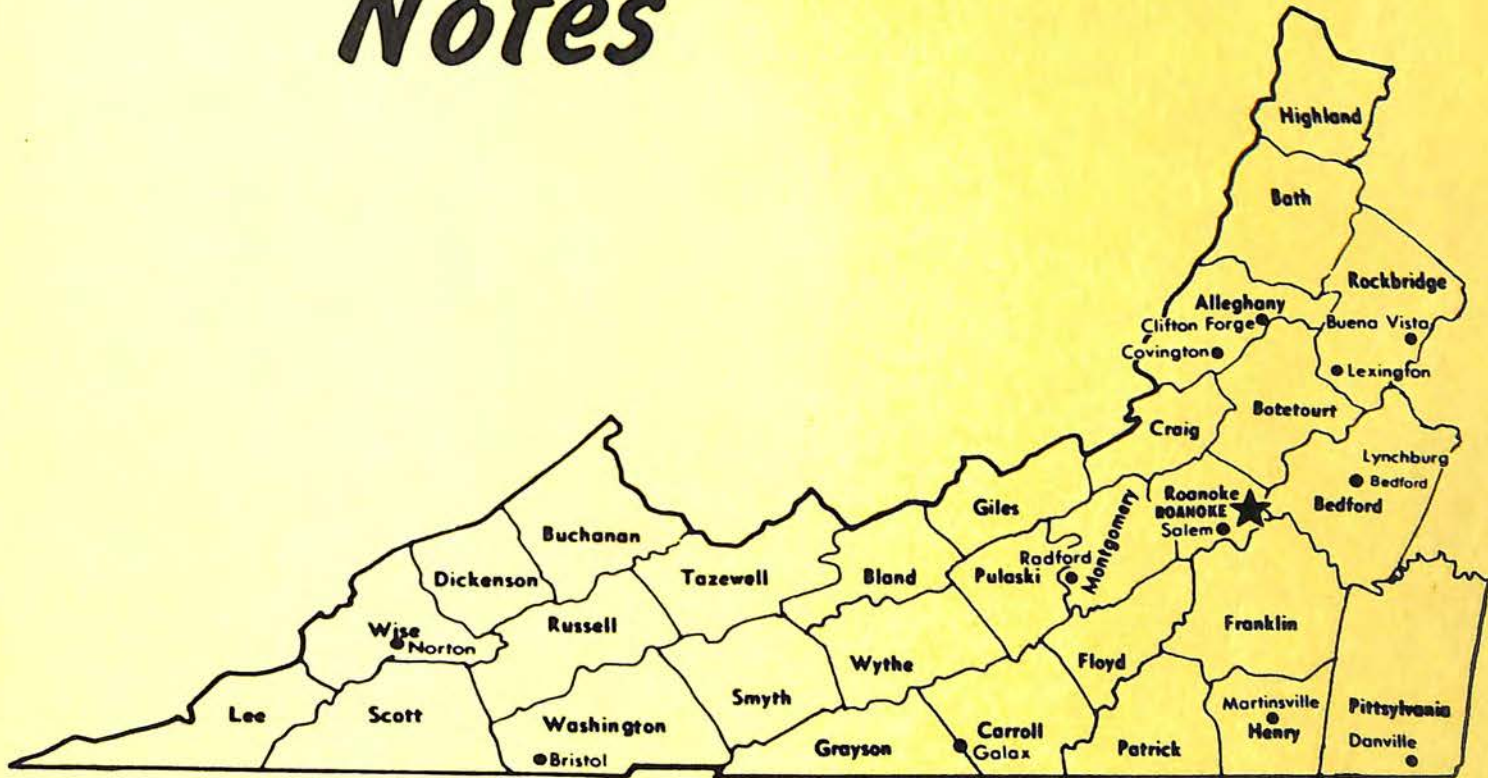 Notes
Highland
Bath
Rockbridge
Alleghany
Clifton Forge
Buena Vista
Covington
Lexington
Botetourt
Craig
Lynchburg
Bedford
Bedford
Roanoke
ROANOKE
Salem
Giles
Montgomery
Radford
Pulaski
Buchanan
Dickenson
Tazewell
Bland
Wise
Norton
Russell
Franklin
Wythe
Floyd
Lee
Scott
Washington
Bristol
Smyth
Grayson
Carroll
Galax
Patrick
Martinsville
Henry
Pittsylvania
Danville